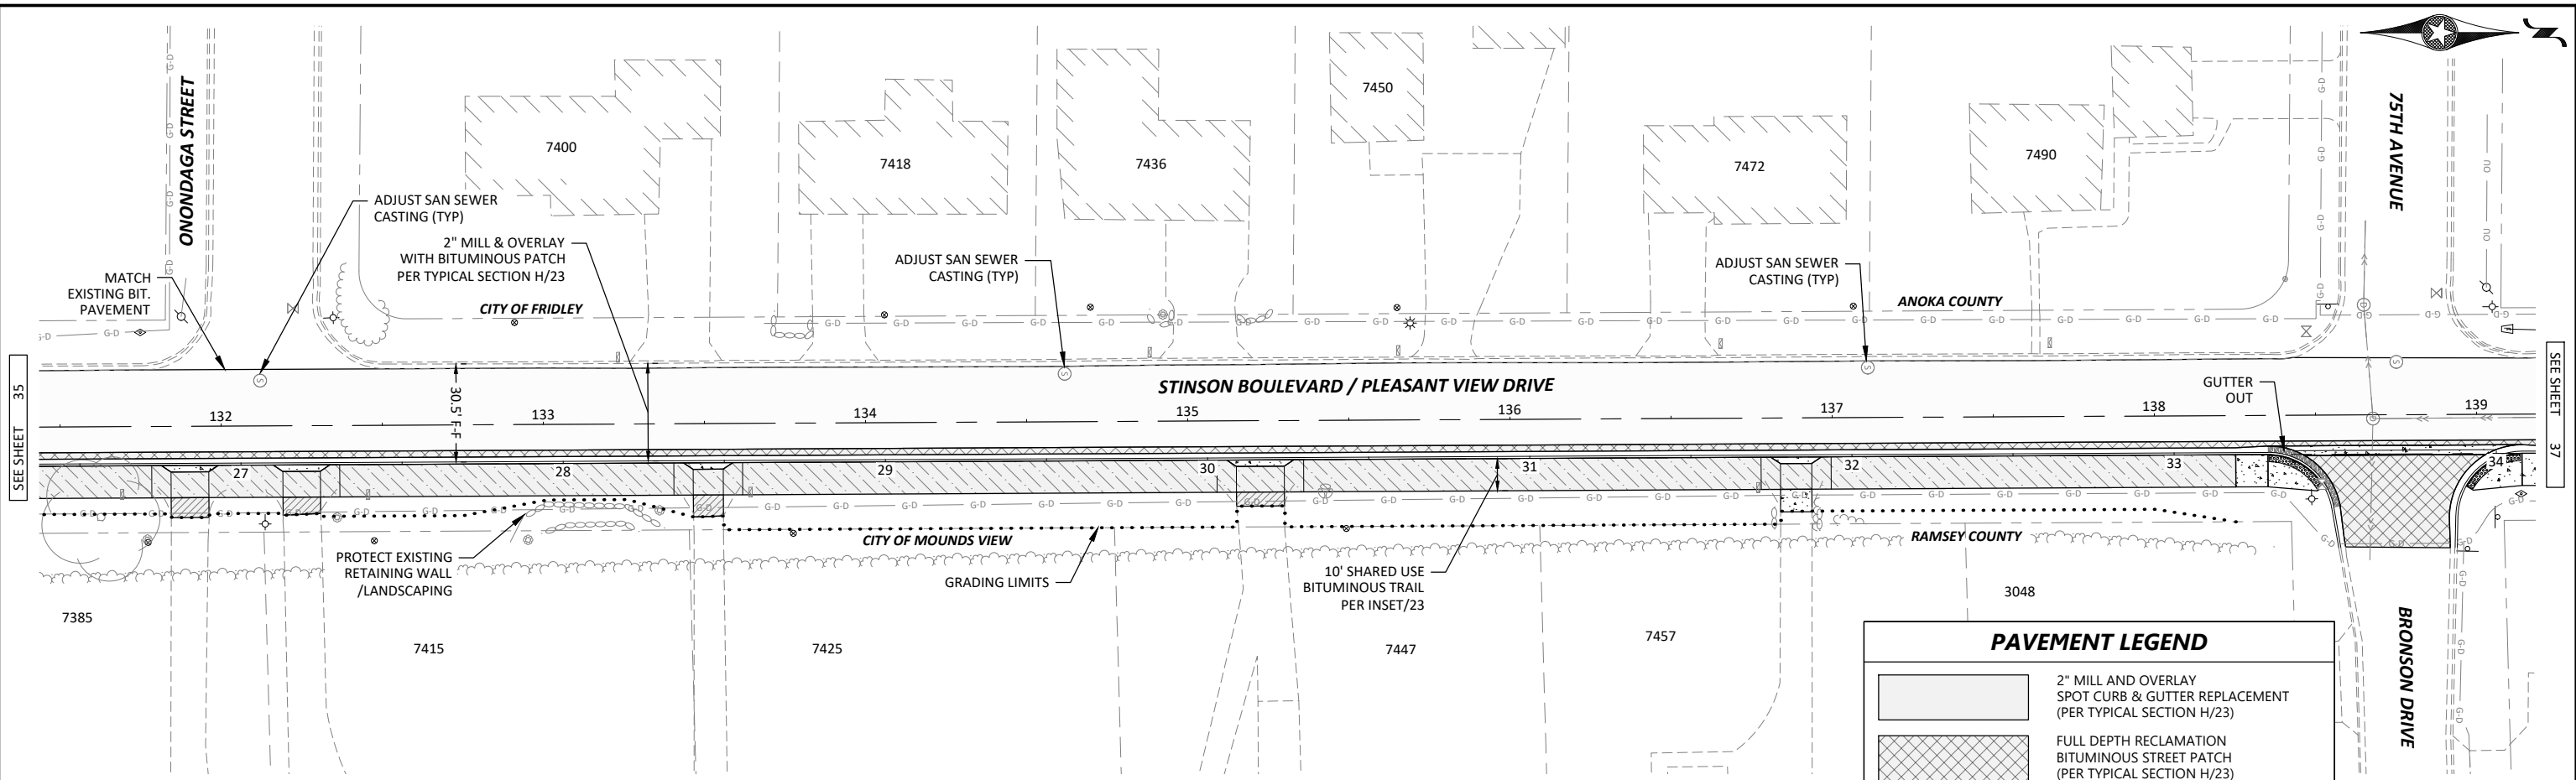 ONONDAGA STREET
75TH AVENUE
7400
7418
7436
7450
7472
7490
ADJUST SAN SEWER
CASTING (TYP)
2" MILL & OVERLAY
WITH BITUMINOUS PATCH
PER TYPICAL SECTION H/23
MATCH
EXISTING BIT.
PAVEMENT
CITY OF FRIDLEY
ADJUST SAN SEWER
CASTING (TYP)
ADJUST SAN SEWER
CASTING (TYP)
ANOKA COUNTY
SEE SHEET 35
SEE SHEET 37
STINSON BOULEVARD / PLEASANT VIEW DRIVE
GUTTER
OUT
30.5' F-F
132
133
134
135
136
137
138
139
27
28
29
30
31
32
33
34
PROTECT EXISTING
RETAINING WALL
/LANDSCAPING
CITY OF MOUNDS VIEW
GRADING LIMITS
10' SHARED USE
BITUMINOUS TRAIL
PER INSET/23
RAMSEY COUNTY
7385
7415
7425
7447
7457
3048
BRONSON DRIVE
PAVEMENT LEGEND
2" MILL AND OVERLAY
SPOT CURB & GUTTER REPLACEMENT
(PER TYPICAL SECTION H/23)
FULL DEPTH RECLAMATION
BITUMINOUS STREET PATCH
(PER TYPICAL SECTION H/23)